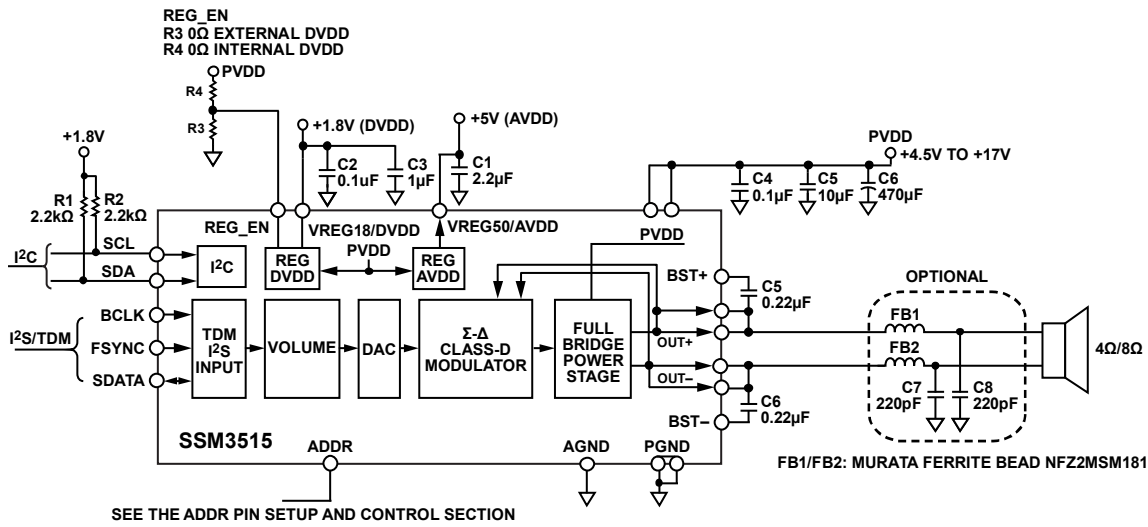 REG_EN
R3 0Ω EXTERNAL DVDD
R4 0Ω INTERNAL DVDD
PVDD
R4
R3
+1.8V
R1
2.2kΩ
R2
2.2kΩ
+1.8V (DVDD)
C2
0.1uF
C3
1µF
+5V (AVDD)
C1
2.2µF
PVDD
+4.5V TO +17V
C4
0.1µF
C5
10µF
C6
470µF
REG_EN
VREG18/DVDD
VREG50/AVDD
PVDD
PVDD
I²C
SCL
SDA
I²C
REG
DVDD
REG
AVDD
BST+
C5
0.22µF
OPTIONAL
I²S/TDM
BCLK
FSYNC
SDATA
TDM
I²S
INPUT
VOLUME
DAC
Σ-Δ
CLASS-D
MODULATOR
FULL
BRIDGE
POWER
STAGE
OUT+
OUT–
FB1
FB2
4Ω/8Ω
C6
0.22µF
C7
220pF
C8
220pF
BST–
SSM3515
ADDR
AGND
PGND
FB1/FB2: MURATA FERRITE BEAD NFZ2MSM181
SEE THE ADDR PIN SETUP AND CONTROL SECTION